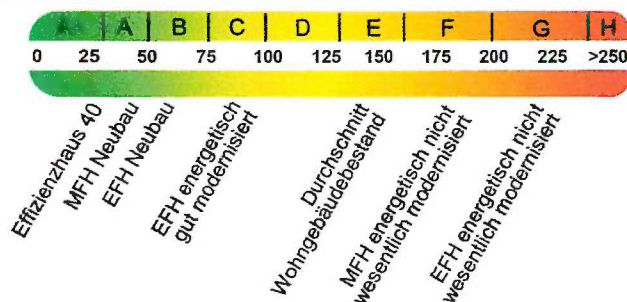 A A B C D E F G H
0 25 50 75 100 125 150 175 200 225 >250
Effizienzhaus 40
MFH Neubau
EFH Neubau
EFH energetisch
gut modernisiert
Durchschnitt
Wohngebäudebestand
MFH energetisch nicht
wesentlich modernisiert
EFH energetisch nicht
wesentlich modernisiert